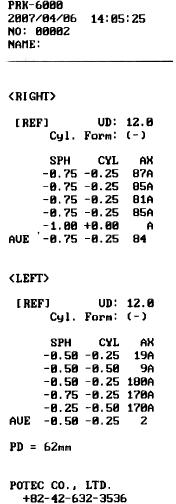 PRK-6000
2007/04/06 14:05:25
NO: 00002
NAME:
<RIGHT>
[REF] UD: 12.0
Cyl. Form: (-)
SPH CYL AX
-0.75 -0.25 87A
-0.75 -0.25 85A
-0.75 -0.25 81A
-0.75 -0.25 85A
-1.00 +0.00 A
AUE -0.75 -0.25 84
<LEFT>
[REF] UD: 12.0
Cyl. Form: (-)
SPH CYL AX
-0.50 -0.25 19A
-0.50 -0.50 9A
-0.50 -0.25 180A
-0.75 -0.25 170A
-0.25 -0.50 170A
AUE -0.50 -0.25 2
PD = 62mm
POTEC CO., LTD.
+82-42-632-3536